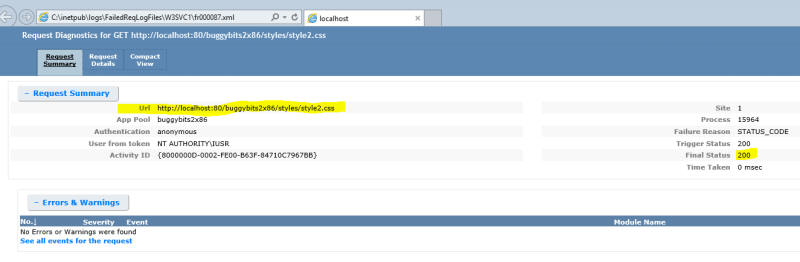 C:\inetpub\logs\FailedReqLogFiles\W3SVC1\fr000087.xml
localhost
Request Diagnostics for GET http://localhost:80/buggybits2x86/styles/style2.css
Request Summary
Request Details
Compact View
− Request Summary
Url http://localhost:80/buggybits2x86/styles/style2.css
Site 1
App Pool buggybits2x86
Process 15964
Authentication anonymous
Failure Reason STATUS_CODE
User from token NT AUTHORITY\IUSR
Trigger Status 200
Activity ID {8000000D-0002-FE00-B63F-84710C7967BB}
Final Status 200
Time Taken 0 msec
− Errors & Warnings
No.↓ Severity Event Module Name
No Errors or Warnings were found
See all events for the request